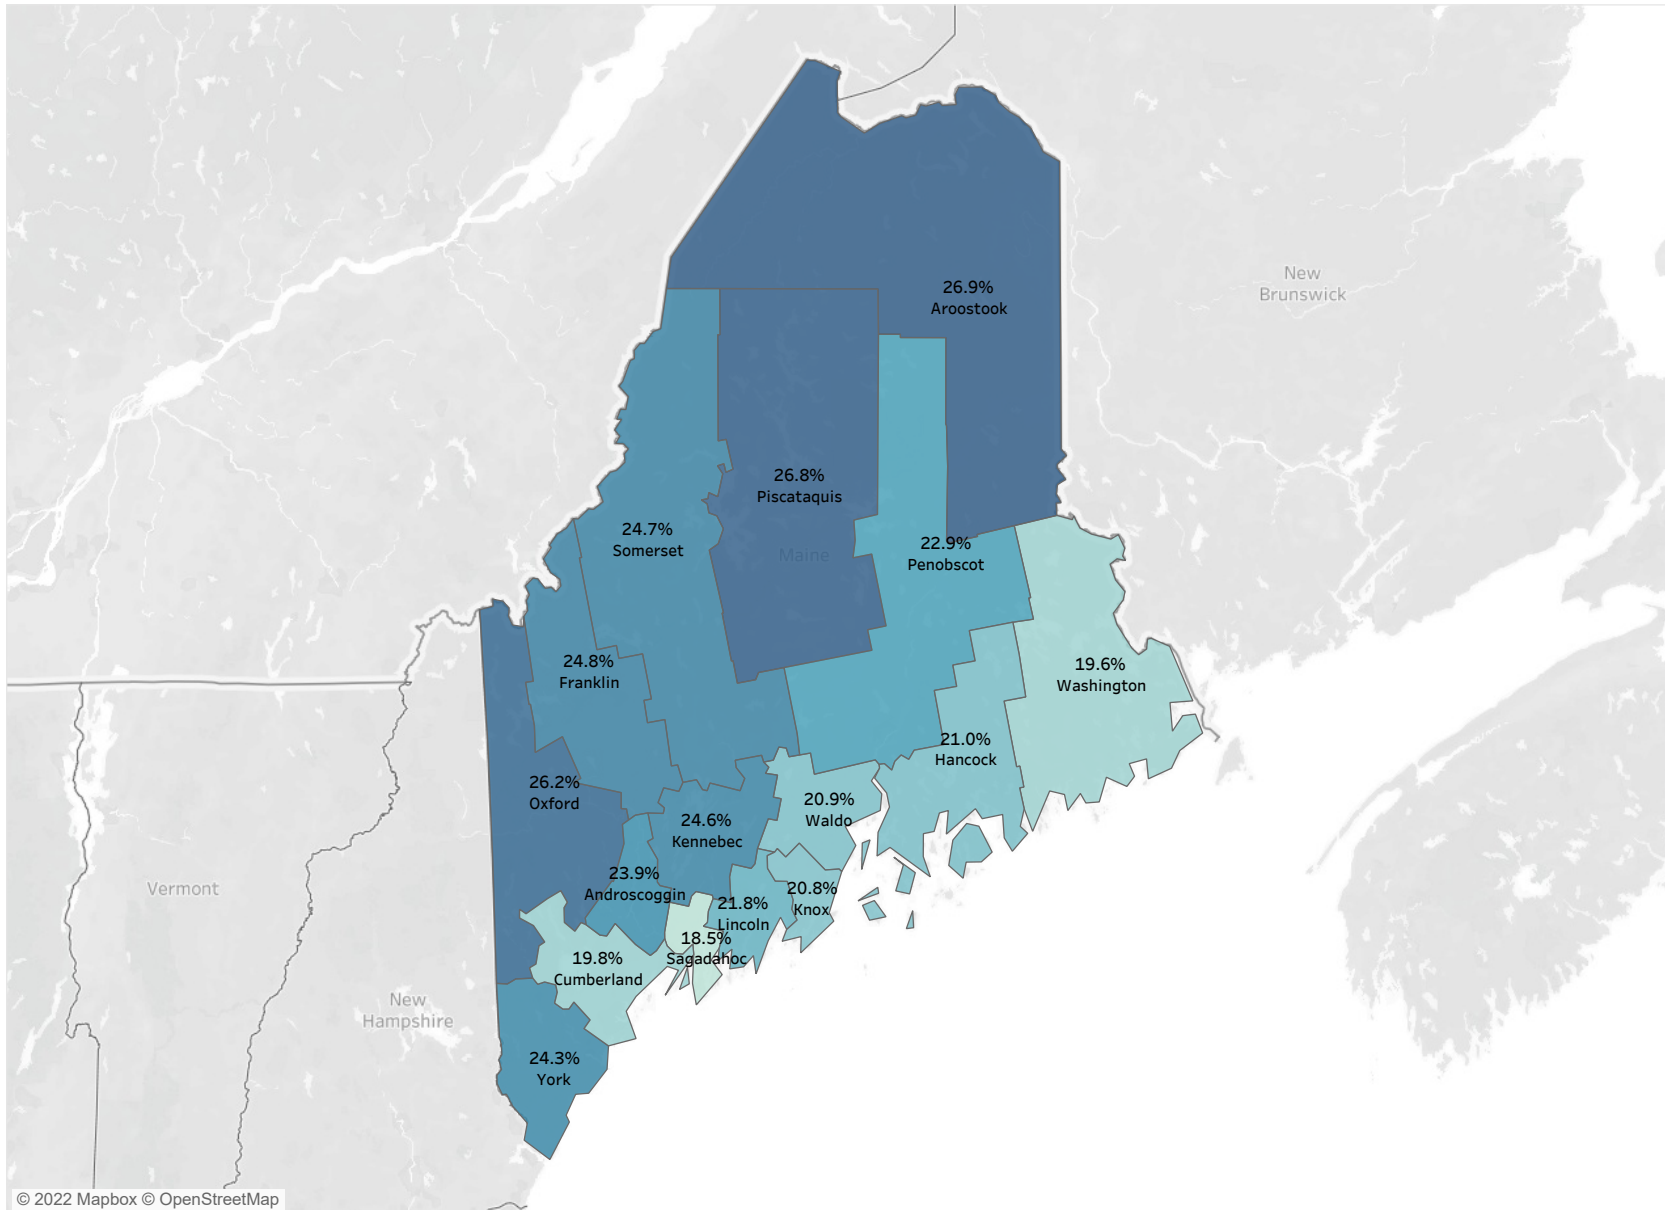 New
Brunswick
26.9%
Aroostook
26.8%
Piscataquis
24.7%
Somerset
Maine
22.9%
Penobscot
24.8%
Franklin
19.6%
Washington
21.0%
Hancock
26.2%
Oxford
20.9%
Waldo
24.6%
Kennebec
23.9%
Androscoggin
20.8%
Knox
21.8%
Lincoln
18.5%
Sagadahoc
19.8%
Cumberland
Vermont
New
Hampshire
24.3%
York
© 2022 Mapbox © OpenStreetMap